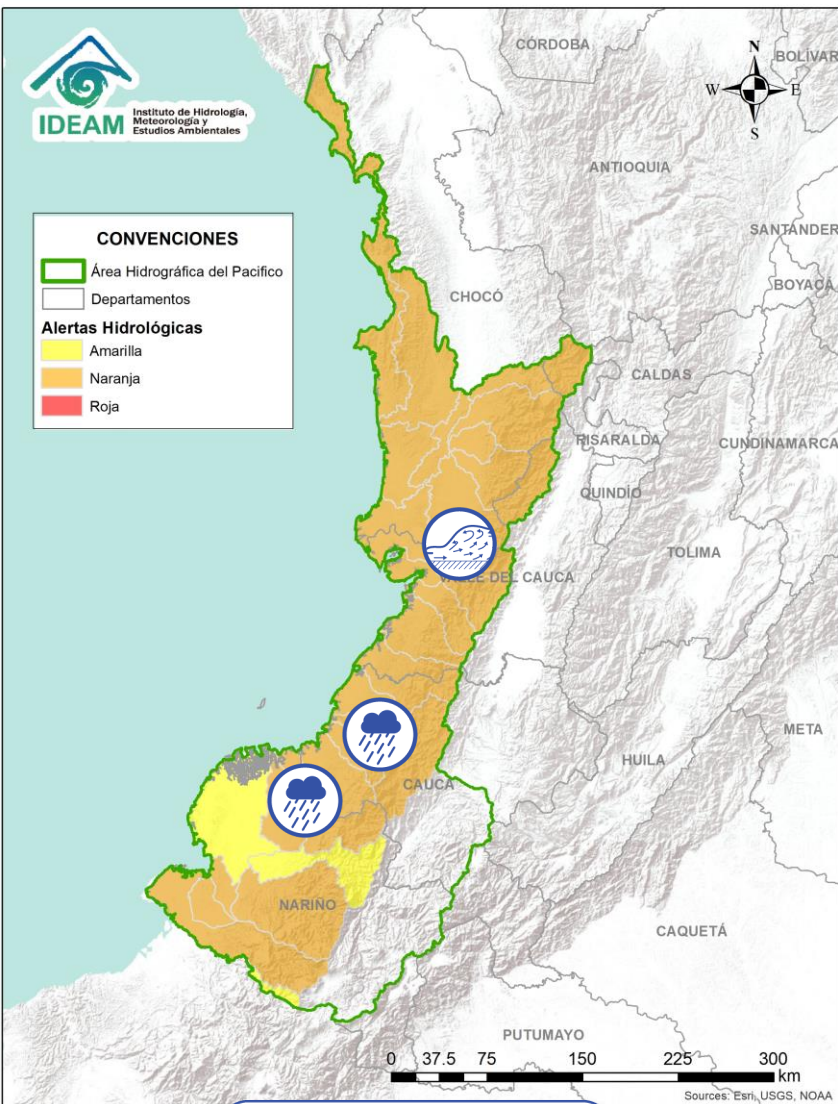 IDEAM
Instituto de Hidrología,
Meteorología y
Estudios Ambientales
CONVENCIONES
Área Hidrográfica del Pacifico
Departamentos
Alertas Hidrológicas
Amarilla
Naranja
Roja
N
W E
S
CÓRDOBA
BOLÍVAR
ANTIOQUIA
SANTANDER
BOYACÁ
CHOCÓ
CALDAS
RISARALDA
CUNDINAMARCA
QUINDÍO
TOLIMA
VALLE DEL CAUCA
META
HUILA
CAUCA
NARIÑO
CAQUETÁ
PUTUMAYO
0 37.5 75 150 225 300
km
Sources: Esri, USGS, NOAA